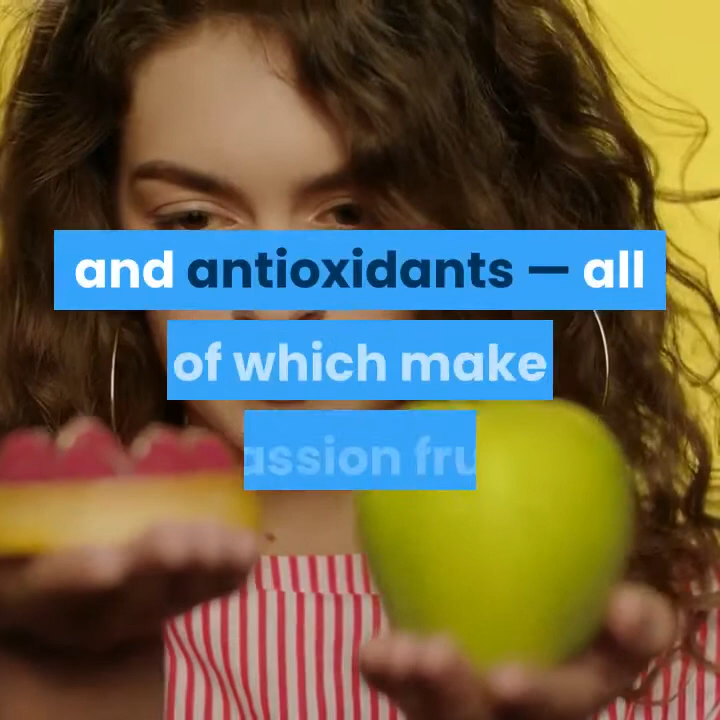 and antioxidants — all
of which make
assion fru